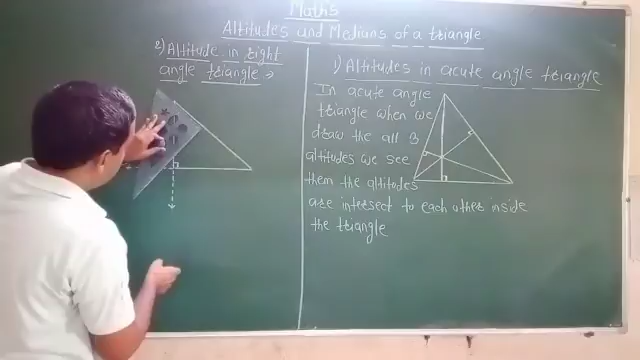 Maths
Altitudes and Medians of a triangle
2) Altitude in right
angle triangle →
1) Altitudes in acute angle triangle
In acute angle
triangle when we
draw the all 3
altitudes we see
them the altitudes
are intersect to each other inside
the triangle